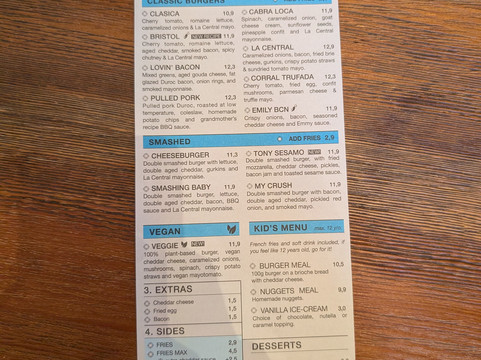 CLASSIC BURGERS
ADD FRIES 2,9
CLASICA 10,9
Cherry tomato, romaine lettuce,
caramelized onions & La Central mayo.
BRISTOL NEW RECIPE 11,9
Cherry tomato, romaine lettuce,
aged cheddar, smoked bacon, spicy
chutney & La Central mayo.
LOVIN' BACON 12,3
Mixed greens, aged gouda cheese, fat
glazed Duroc bacon, onion rings, and
smoked mayonnaise.
PULLED PORK 12,3
Pulled pork Duroc, roasted at low
temperature, coleslaw, homemade
potato chips and grandmother's
recipe BBQ sauce.
CABRA LOCA 11,9
Spinach, caramelized onion, goat
cheese cream, sunflower seeds,
pineapple confit and La Central
mayonnaise.
LA CENTRAL 12,9
Caramelized onions, bacon, fried brie
cheese, gurkins, crispy potato straws
& sundried tomato mayo.
CORRAL TRUFADA 12,3
Cherry tomato, fried egg, confit
mushrooms, parmesan cheese &
truffle mayo.
EMILY BCN 11,9
Crispy onions, bacon, seasoned
cheddar cheese and Emmy sauce.
SMASHED
ADD FRIES 2,9
CHEESEBURGER 11,3
Double smashed burger with lettuce,
double aged cheddar, gurkins and
La Central mayonnaise.
SMASHING BABY 11,9
Double smashed burger, lettuce,
double aged cheddar, bacon, BBQ
sauce and La Central mayonnaise.
TONY SESAMO NEW! 11,9
Double smashed burger, with fried
mozzarella, cheddar cheese, pickles,
bacon jam and toasted sesame sauce.
MY CRUSH 11,9
Double smashed burger with bacon,
double aged cheddar, pickled red
onion, and smoked mayo.
VEGAN
VEGGIE NEW! 11,9
100% plant-based burger, vegan
cheddar cheese, caramelized onions,
mushrooms, spinach, crispy potato
straws and vegan mayotomato.
3. EXTRAS
Cheddar cheese 1,5
Fried egg 1,5
Bacon 1,5
4. SIDES
FRIES 2,9
FRIES MAX 4,5
KID'S MENU max. 12 yrs
French fries and soft drink included, if
you feel like 12 years old, go for it!
BURGER MEAL 10,5
100g burger on a brioche bread
with cheddar cheese.
NUGGETS MEAL 9,9
Homemade nuggets.
VANILLA ICE-CREAM 3,0
Choice of chocolate, nutella or
caramel topping.
DESSERTS